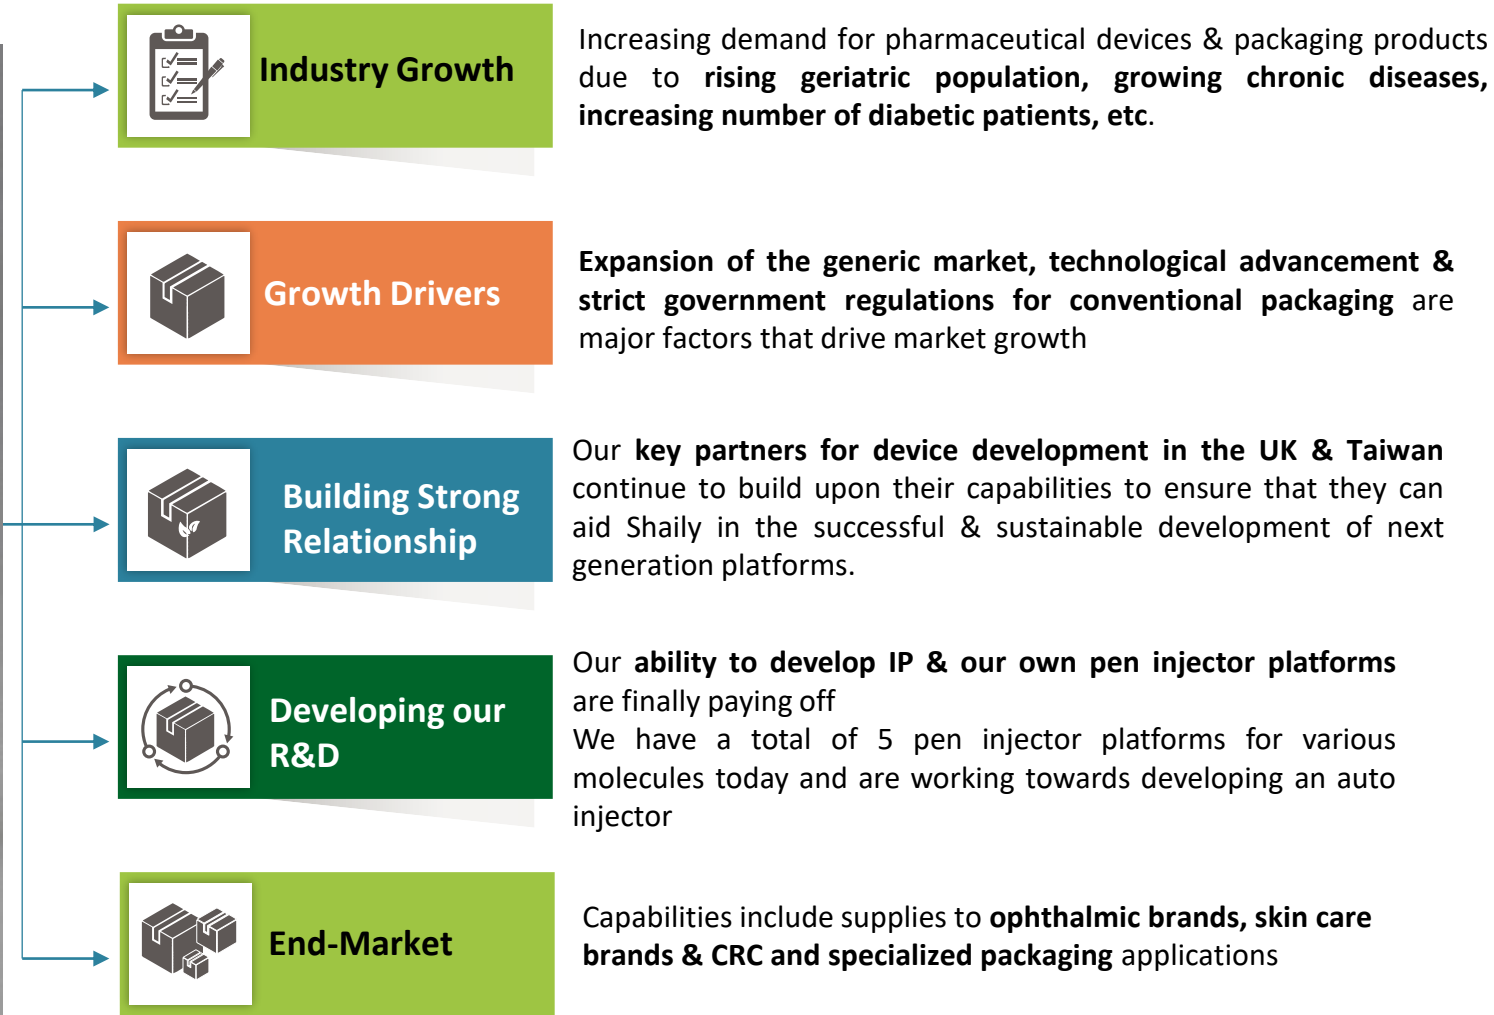 Industry Growth
Increasing demand for pharmaceutical devices & packaging products
due to rising geriatric population, growing chronic diseases,
increasing number of diabetic patients, etc.
Growth Drivers
Expansion of the generic market, technological advancement &
strict government regulations for conventional packaging are
major factors that drive market growth
Building Strong
Relationship
Our key partners for device development in the UK & Taiwan
continue to build upon their capabilities to ensure that they can
aid Shaily in the successful & sustainable development of next
generation platforms.
Developing our
R&D
Our ability to develop IP & our own pen injector platforms
are finally paying off
We have a total of 5 pen injector platforms for various
molecules today and are working towards developing an auto
injector
End-Market
Capabilities include supplies to ophthalmic brands, skin care
brands & CRC and specialized packaging applications